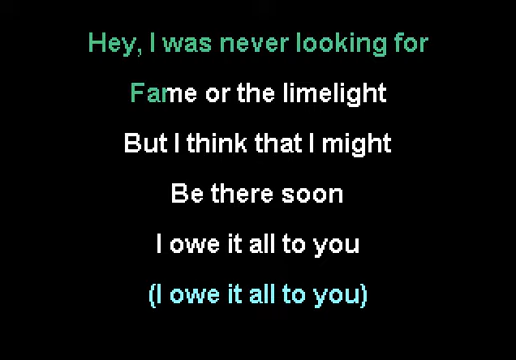 Hey, I was never looking for
Fame or the limelight
But I think that I might
Be there soon
I owe it all to you
(I owe it all to you)